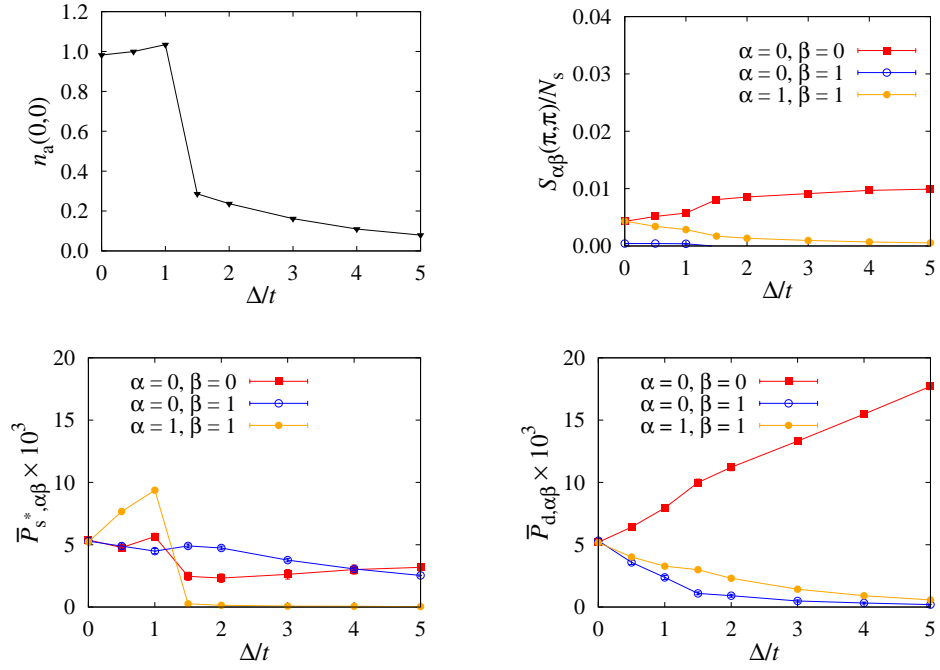 1.2
1.0
0.8
0.6
0.4
0.2
0.0
nₐ(0,0)
0 1 2 3 4 5
Δ/t
0.04
0.03
0.02
0.01
0.00
S_αβ(π,π)/N_s
α = 0, β = 0
α = 0, β = 1
α = 1, β = 1
0 1 2 3 4 5
Δ/t
20
15
10
5
0
P̅_s*,αβ × 10³
α = 0, β = 0
α = 0, β = 1
α = 1, β = 1
0 1 2 3 4 5
Δ/t
20
15
10
5
0
P̅_d,αβ × 10³
α = 0, β = 0
α = 0, β = 1
α = 1, β = 1
0 1 2 3 4 5
Δ/t